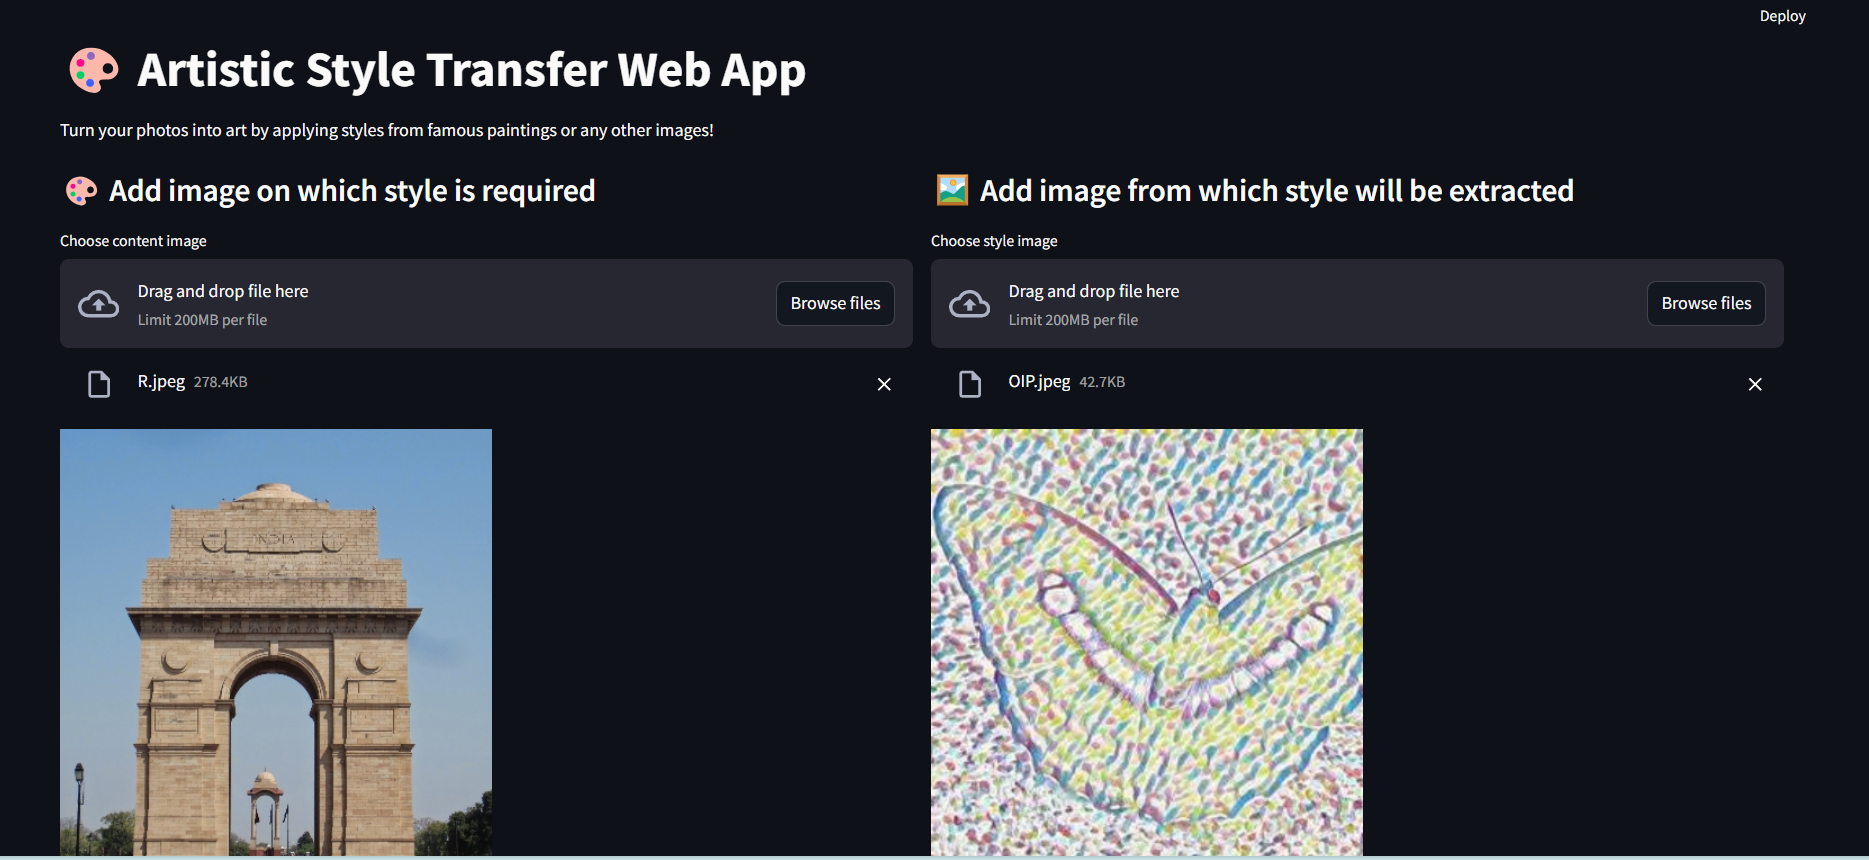 Deploy
Artistic Style Transfer Web App
Turn your photos into art by applying styles from famous paintings or any other images!
Add image on which style is required
Choose content image
Drag and drop file here
Limit 200MB per file
Browse files
R.jpeg 278.4KB
INDIA
Add image from which style will be extracted
Choose style image
Drag and drop file here
Limit 200MB per file
Browse files
OIP.jpeg 42.7KB